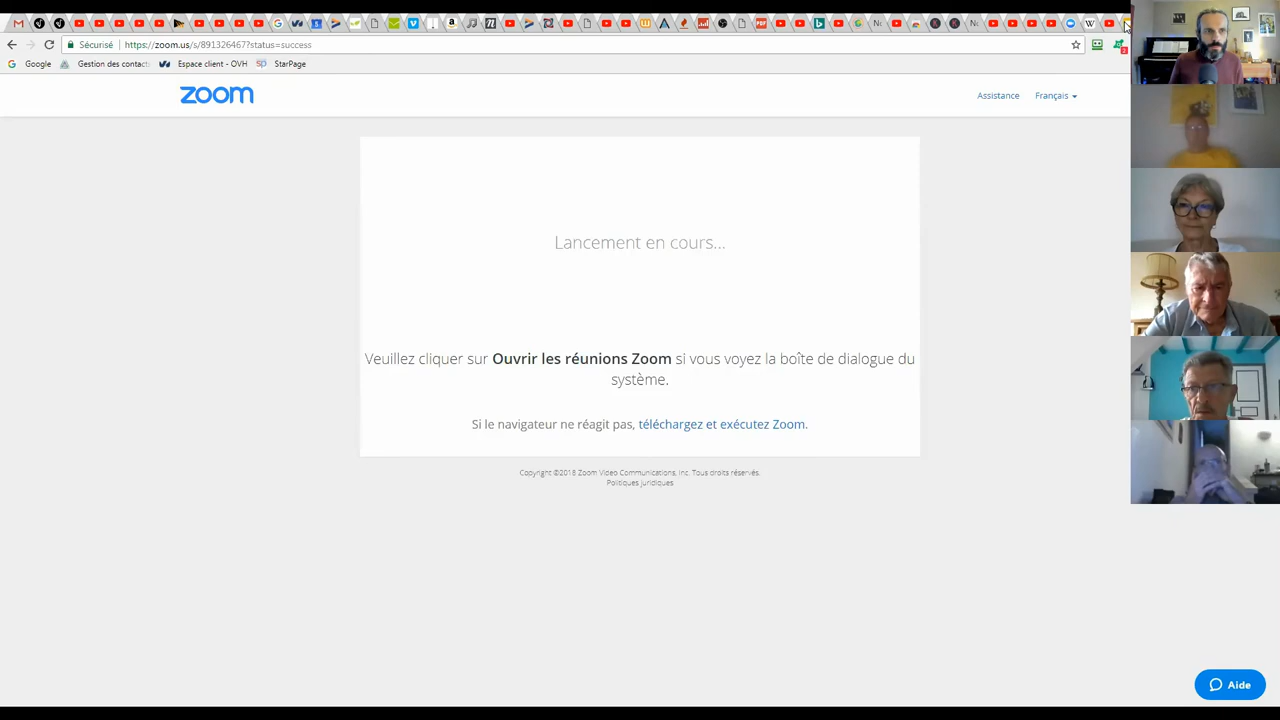 Sécurisé https://zoom.us/s/891326467?status=success
Google Gestion des contact Espace client - OVH StarPage
zoom Assistance Français
Lancement en cours...
Veuillez cliquer sur Ouvrir les réunions Zoom si vous voyez la boîte de dialogue du
système.
Si le navigateur ne réagit pas, téléchargez et exécutez Zoom.
Copyright ©2018 Zoom Video Communications, Inc. Tous droits réservés.
Politiques juridiques
Aide